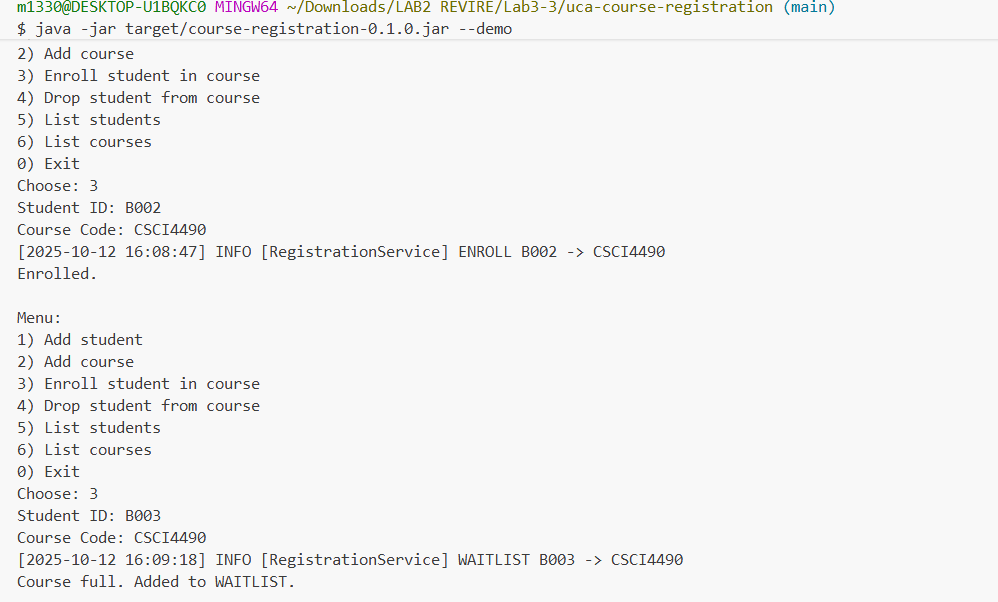 m1330@DESKTOP-U1BQKC0 MINGW64 ~/Downloads/LAB2 REVIRE/Lab3-3/uca-course-registration (main)
$ java -jar target/course-registration-0.1.0.jar --demo
2) Add course
3) Enroll student in course
4) Drop student from course
5) List students
6) List courses
0) Exit
Choose: 3
Student ID: B002
Course Code: CSCI4490
[2025-10-12 16:08:47] INFO [RegistrationService] ENROLL B002 -> CSCI4490
Enrolled.
Menu:
1) Add student
2) Add course
3) Enroll student in course
4) Drop student from course
5) List students
6) List courses
0) Exit
Choose: 3
Student ID: B003
Course Code: CSCI4490
[2025-10-12 16:09:18] INFO [RegistrationService] WAITLIST B003 -> CSCI4490
Course full. Added to WAITLIST.